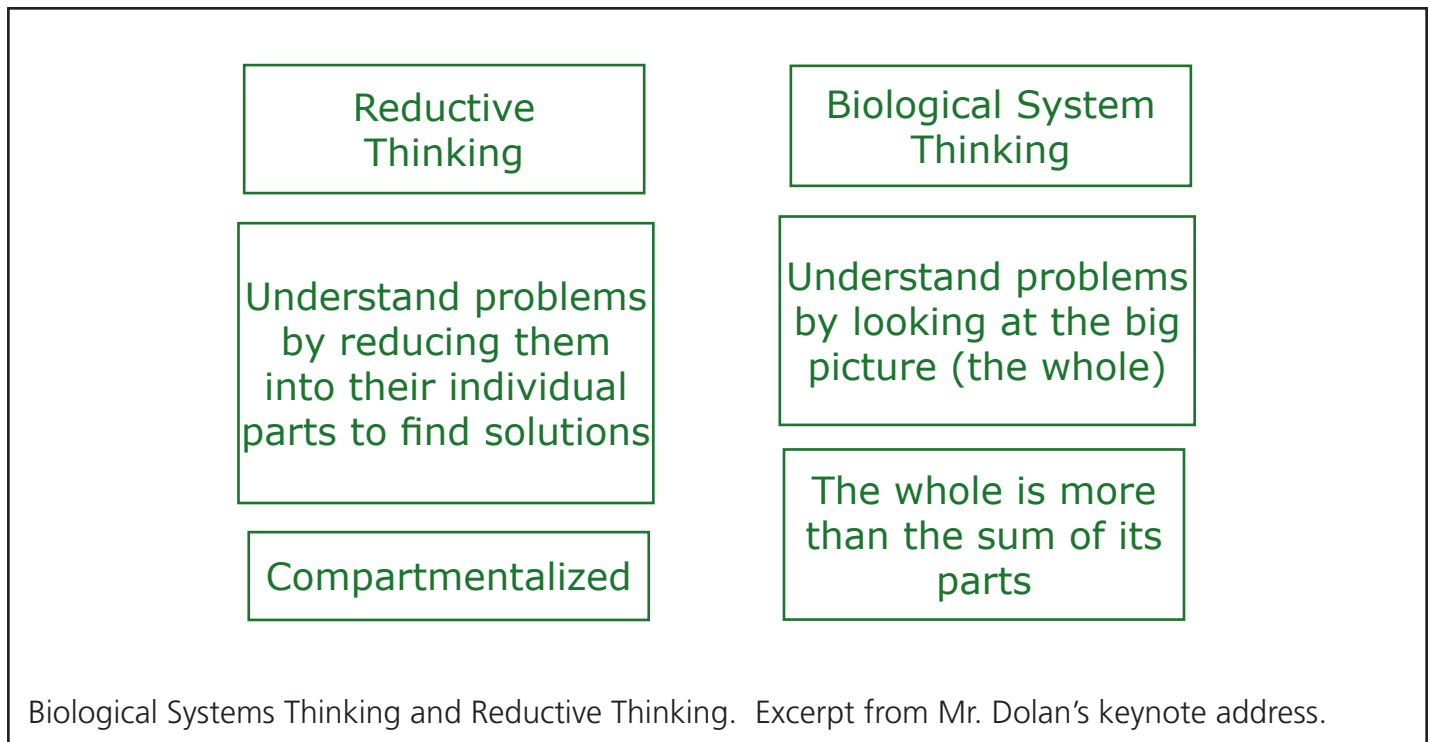 Reductive
Thinking
Understand problems
by reducing them
into their individual
parts to find solutions
Compartmentalized
Biological System
Thinking
Understand problems
by looking at the big
picture (the whole)
The whole is more
than the sum of its
parts
Biological Systems Thinking and Reductive Thinking.  Excerpt from Mr. Dolan’s keynote address.